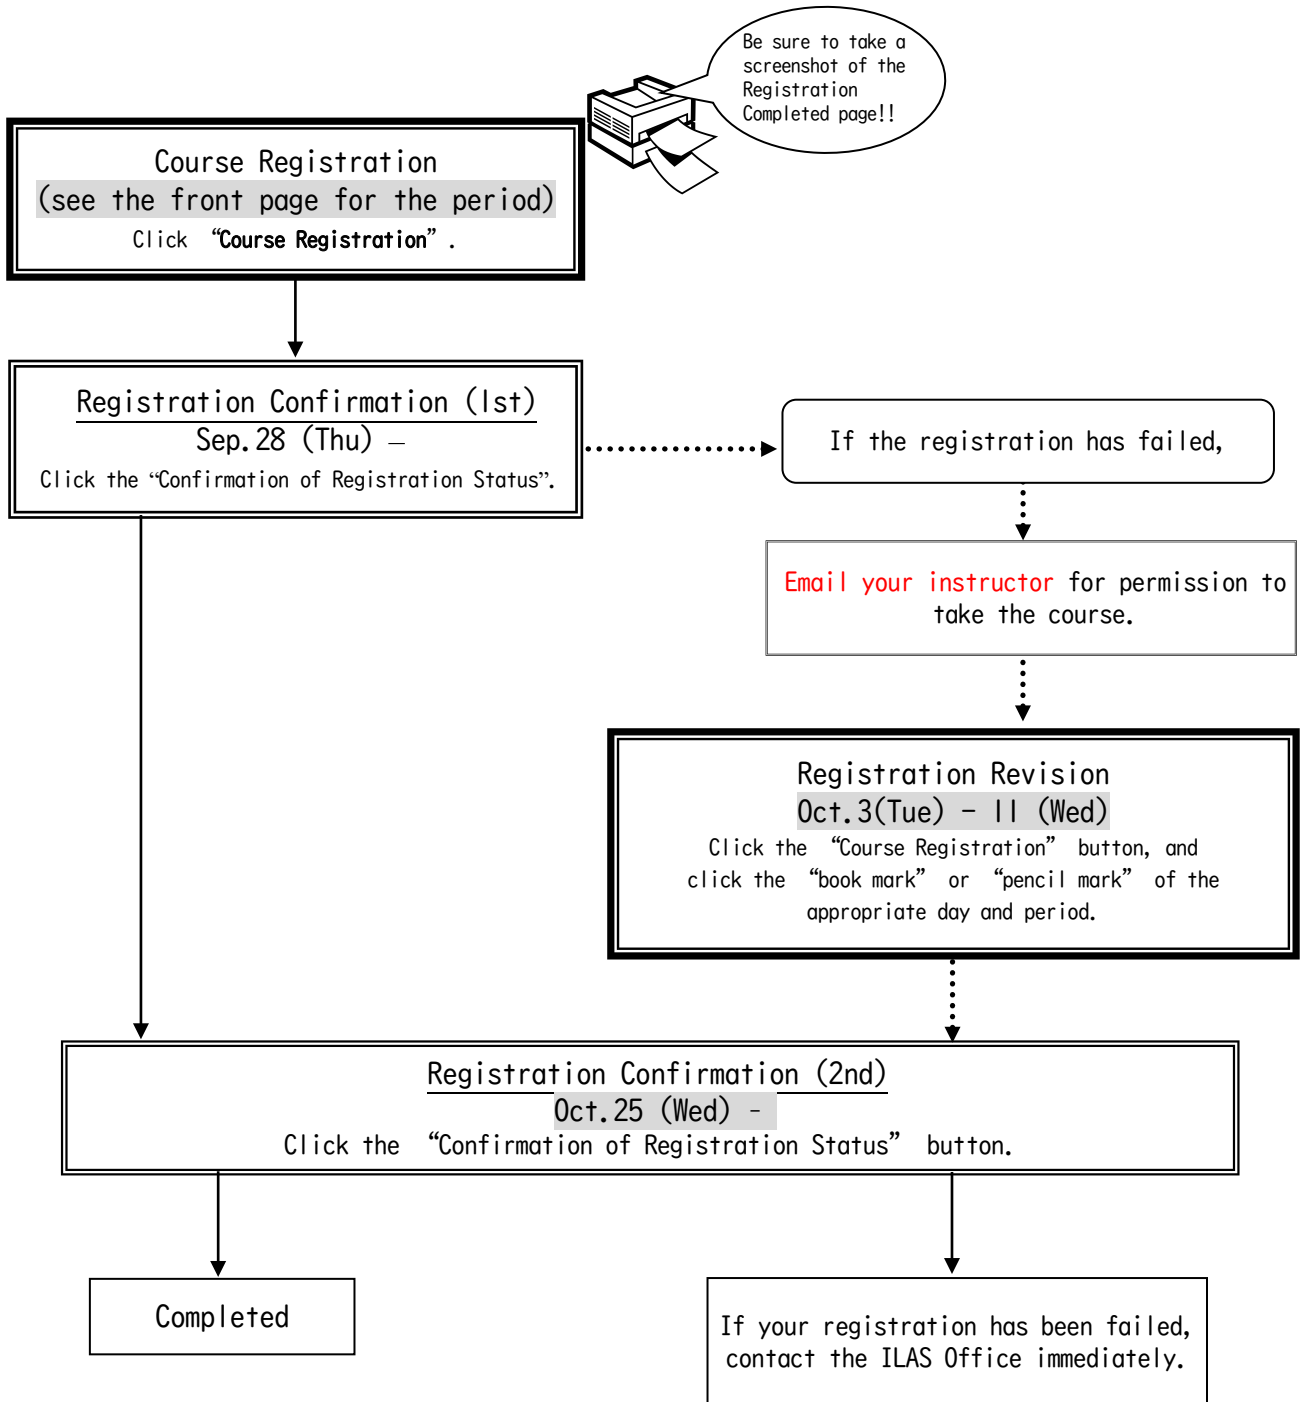 Be sure to take a
screenshot of the
Registration
Completed page!!
Course Registration
(see the front page for the period)
Click “Course Registration”.
Registration Confirmation (1st)
Sep.28 (Thu) –
Click the “Confirmation of Registration Status”.
If the registration has failed,
Email your instructor for permission to
take the course.
Registration Revision
Oct.3(Tue) - 11 (Wed)
Click the “Course Registration” button, and
click the “book mark” or “pencil mark” of the
appropriate day and period.
Registration Confirmation (2nd)
Oct.25 (Wed) -
Click the “Confirmation of Registration Status” button.
Completed
If your registration has been failed,
contact the ILAS Office immediately.